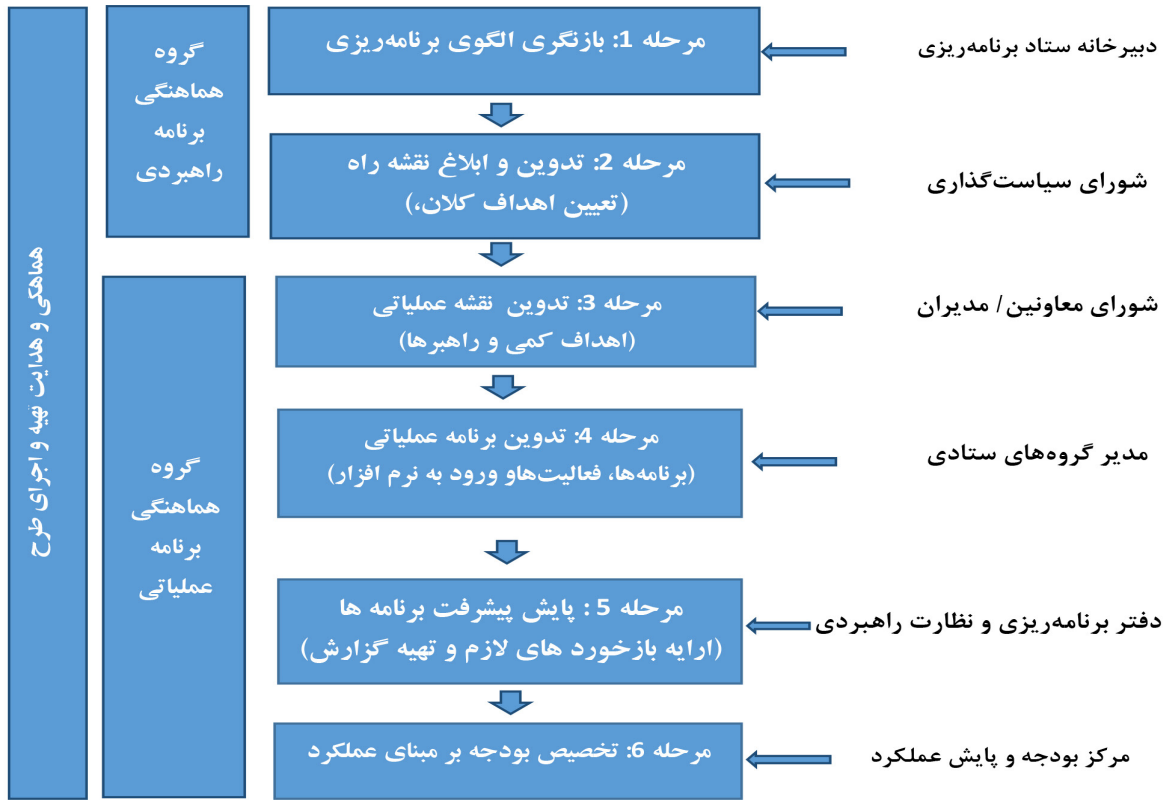 دبیرخانه ستاد برنامه‌ریزی
مرحله 1: بازنگری الگوی برنامه‌ریزی
شورای سیاست‌گذاری
مرحله 2: تدوین و ابلاغ نقشه راه
(تعیین اهداف کلان،)
شورای معاونین/ مدیران
مرحله 3: تدوین نقشه عملیاتی
(اهداف کمی و راهبرها)
مدیر گروه‌های ستادی
مرحله 4: تدوین برنامه عملیاتی
(برنامه‌ها، فعالیت‌هاو ورود به نرم افزار)
دفتر برنامه‌ریزی و نظارت راهبردی
مرحله 5 : پایش پیشرفت برنامه ها
(ارایه بازخورد های لازم و تهیه گزارش)
مرکز بودجه و پایش عملکرد
مرحله 6: تخصیص بودجه بر مبنای عملکرد
گروه
هماهنگی
برنامه
راهبردی
گروه
هماهنگی
برنامه
عملیاتی
هماهکی و هدایت تهیه و اجرای طرح